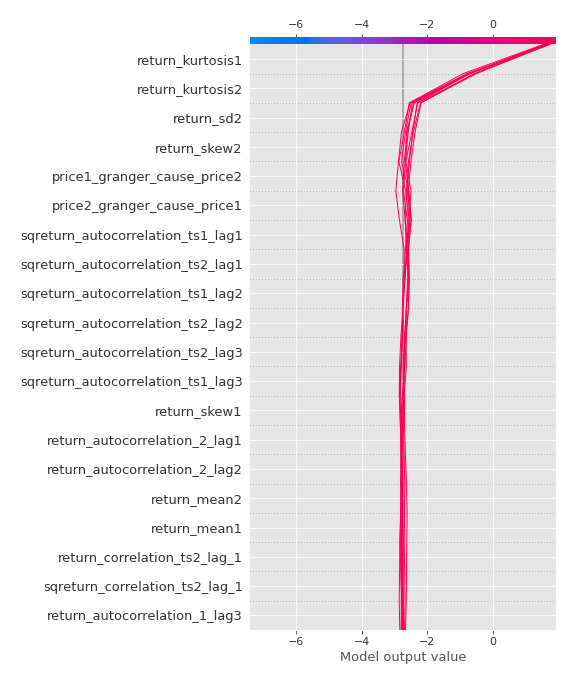 −6 −4 −2 0
return_kurtosis1
return_kurtosis2
return_sd2
return_skew2
price1_granger_cause_price2
price2_granger_cause_price1
sqreturn_autocorrelation_ts1_lag1
sqreturn_autocorrelation_ts2_lag1
sqreturn_autocorrelation_ts1_lag2
sqreturn_autocorrelation_ts2_lag2
sqreturn_autocorrelation_ts2_lag3
sqreturn_autocorrelation_ts1_lag3
return_skew1
return_autocorrelation_2_lag1
return_autocorrelation_2_lag2
return_mean2
return_mean1
return_correlation_ts2_lag_1
sqreturn_correlation_ts2_lag_1
return_autocorrelation_1_lag3
−6 −4 −2 0
Model output value